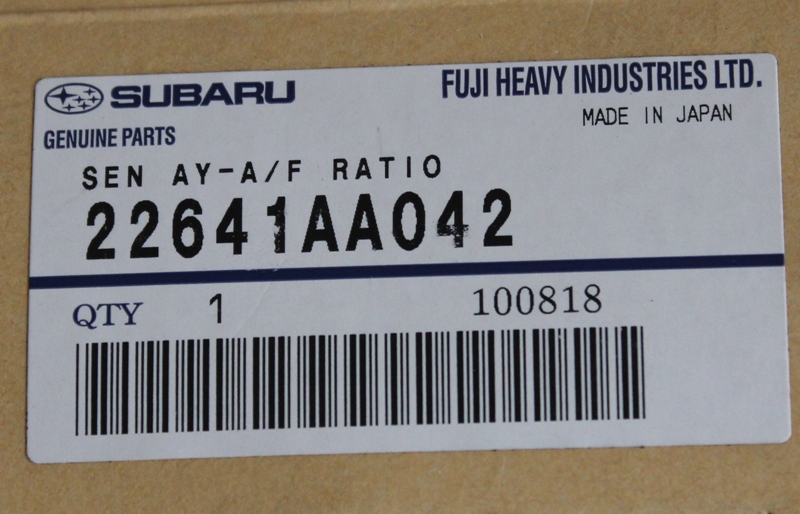 SUBARU
FUJI HEAVY INDUSTRIES LTD.
MADE IN JAPAN
GENUINE PARTS
SEN AY-A/F RATIO
22641AA042
QTY 1 100818